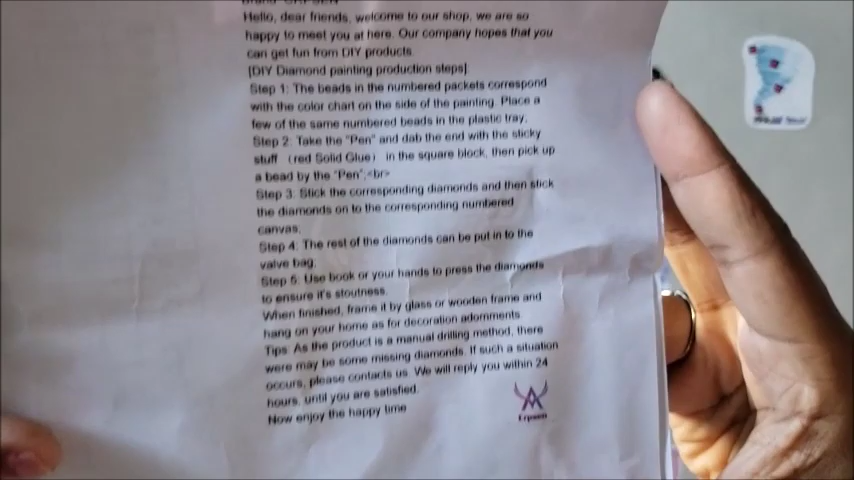 Hello, dear friends, welcome to our shop, we are so
happy to meet you at here. Our company hopes that you
can get fun from DIY products.
[DIY Diamond painting production steps]
Step 1: The beads in the numbered packets correspond
with the color chart on the side of the painting. Place a
few of the same numbered beads in the plastic tray;
Step 2: Take the "Pen" and dab the end with the sticky
stuff （red Solid Glue） in the square block, then pick up
a bead by the "Pen";<br>
Step 3: Stick the corresponding diamonds and then stick
the diamonds on to the corresponding numbered
canvas;
Step 4: The rest of the diamonds can be put in to the
valve bag;
Step 5: Use book or your hands to press the diamonds
to ensure it's stoutness.
When finished, frame it by glass or wooden frame and
hang on your home as for decoration adornments
Tips: As the product is a manual drilling method, there
were may be some missing diamonds. If such a situation
occurs, please contacts us. We will reply you within 24
hours, until you are satisfied.
Now enjoy the happy time